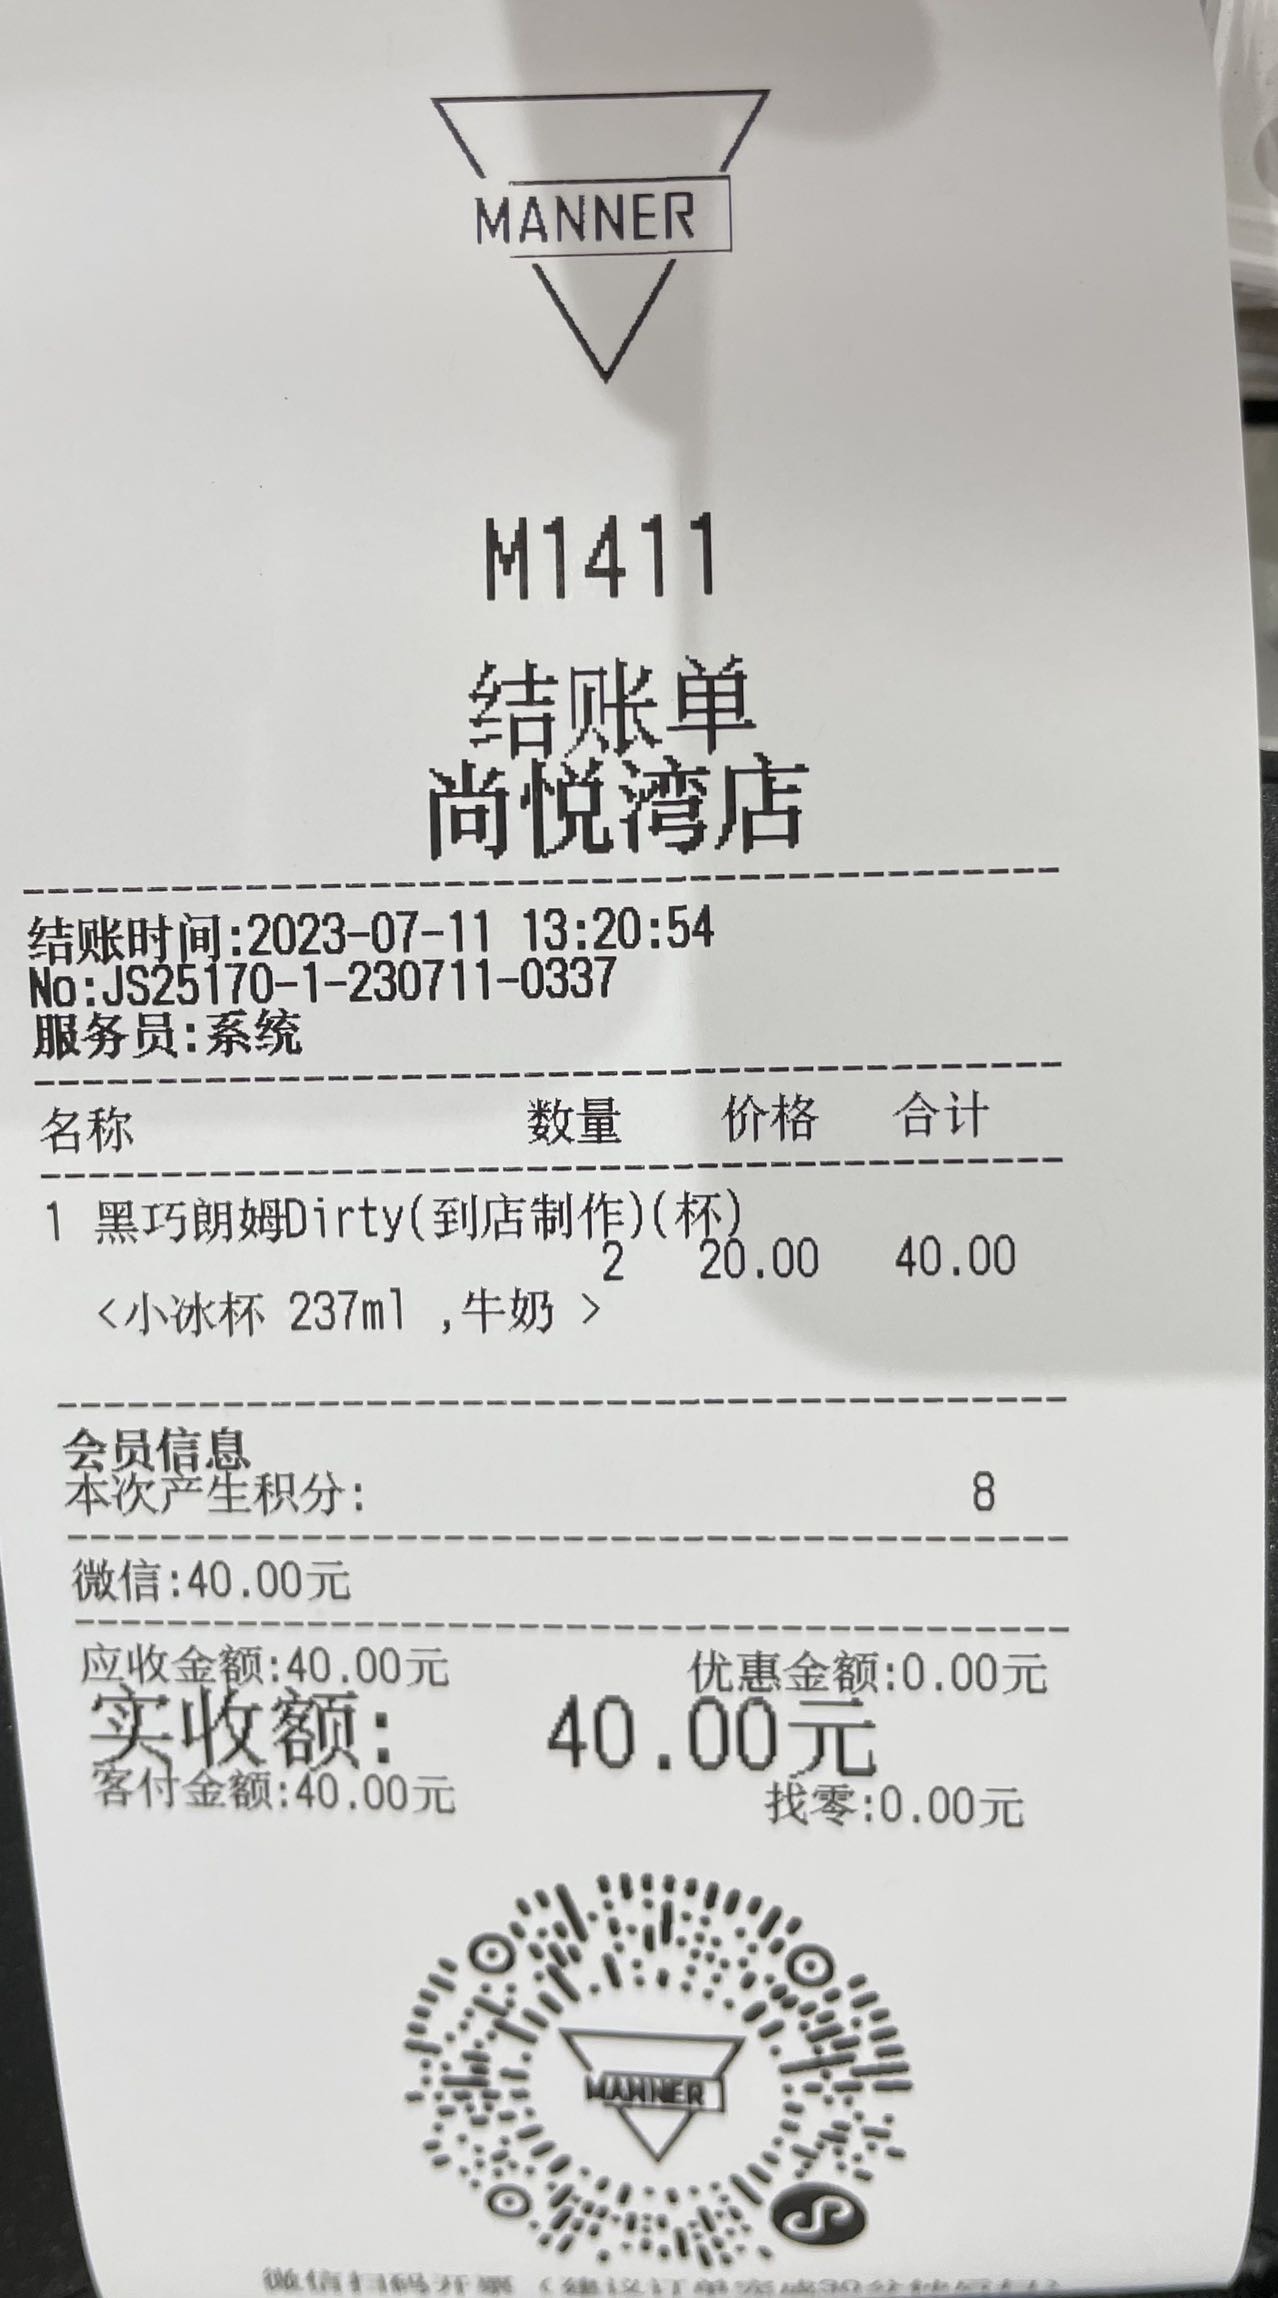 MANNER
M1411
结账单
尚悦湾店
结账时间:2023-07-11 13:20:54
No:JS25170-1-230711-0337
服务员:系统
名称 数量 价格 合计
1 黑巧朗姆Dirty(到店制作)(杯)
2 20.00 40.00
<小冰杯 237ml ,牛奶 >
会员信息
本次产生积分: 8
微信:40.00元
应收金额:40.00元 优惠金额:0.00元
实收额: 40.00元
客付金额:40.00元 找零:0.00元
MANNER
微信扫码开票